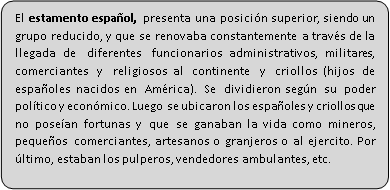 El estamento español, presenta una posición superior, siendo un
grupo reducido, y que se renovaba constantemente a través de la
llegada de diferentes funcionarios administrativos, militares,
comerciantes y religiosos al continente y criollos (hijos de
españoles nacidos en América). Se dividieron según su poder
político y económico. Luego se ubicaron los españoles y criollos que
no poseían fortunas y que se ganaban la vida como mineros,
pequeños comerciantes, artesanos o granjeros o al ejercito. Por
último, estaban los pulperos, vendedores ambulantes, etc.